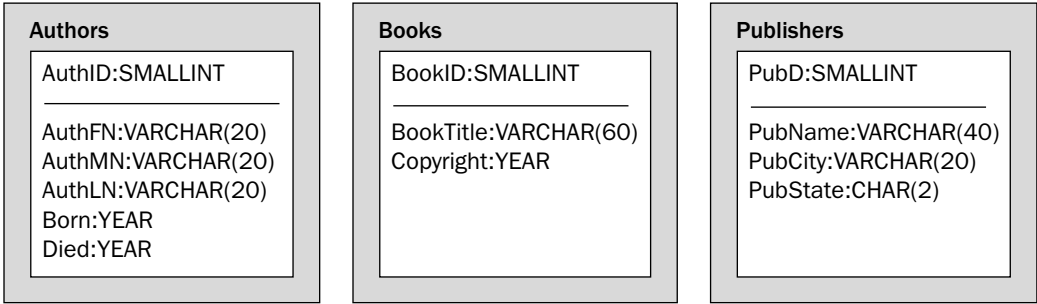 Authors
AuthID:SMALLINT
AuthFN:VARCHAR(20)
AuthMN:VARCHAR(20)
AuthLN:VARCHAR(20)
Born:YEAR
Died:YEAR
Books
BookID:SMALLINT
BookTitle:VARCHAR(60)
Copyright:YEAR
Publishers
PubD:SMALLINT
PubName:VARCHAR(40)
PubCity:VARCHAR(20)
PubState:CHAR(2)